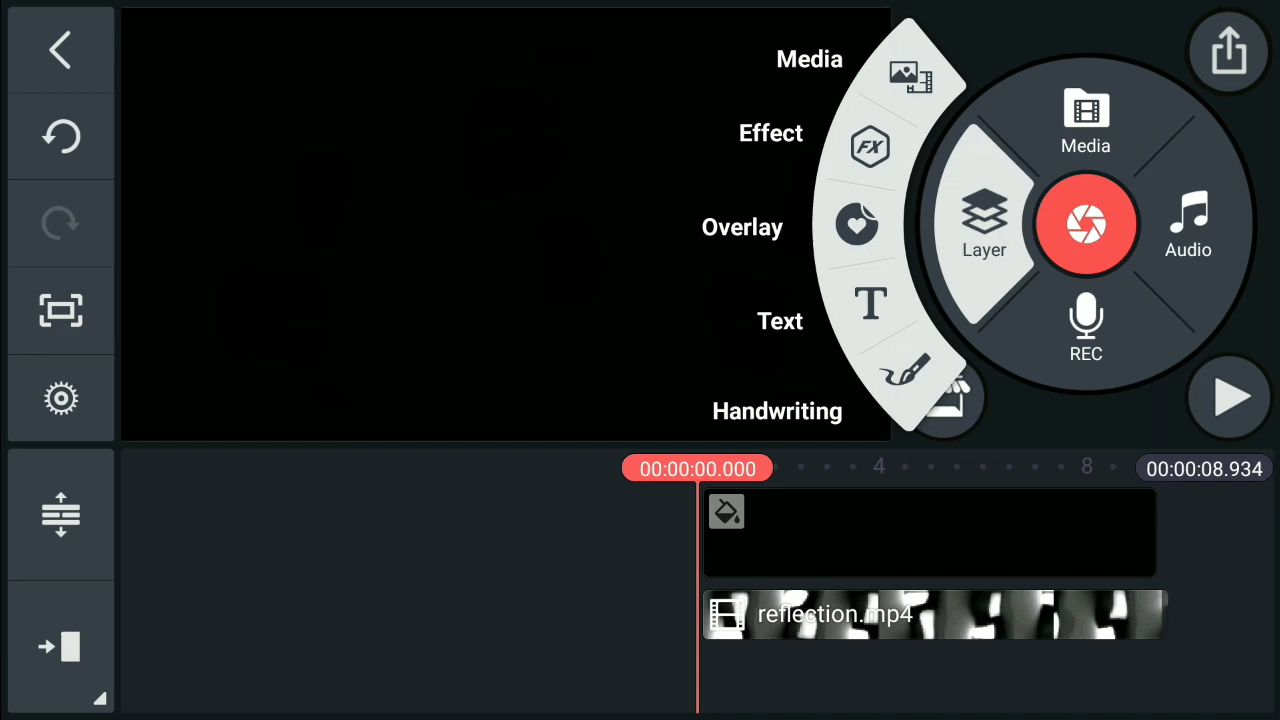 Media
Effect
Overlay
Text
Handwriting
FX
Media
Layer
Audio
REC
00:00:00.000
4
8
00:00:08.934
reflection.mp4